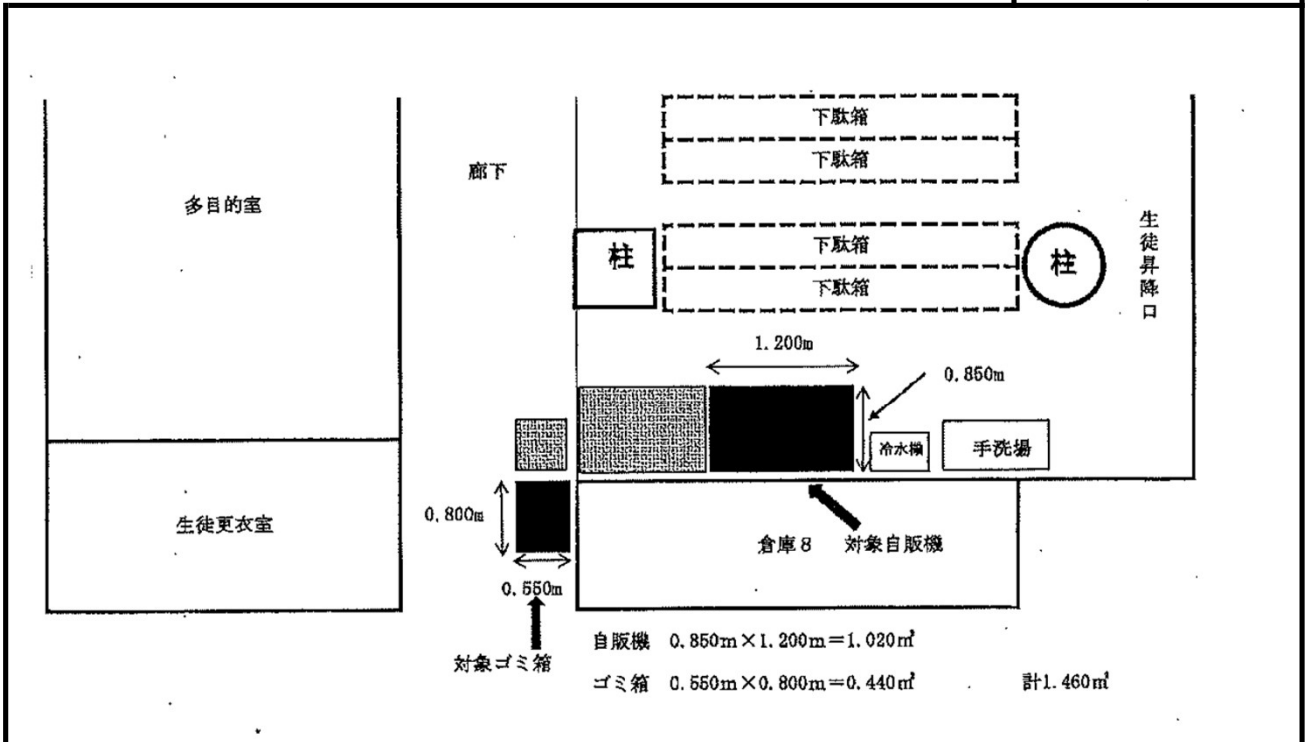 下駄箱
下駄箱
廊下
多目的室
柱
下駄箱
下駄箱
柱
生徒昇降口
1.200m
0.850m
冷水機
手洗場
0.800m
生徒更衣室
倉庫8 対象自販機
0.550m
対象ゴミ箱
自販機 0.850m×1.200m=1.020㎡
ゴミ箱 0.550m×0.800m=0.440㎡ 計1.460㎡